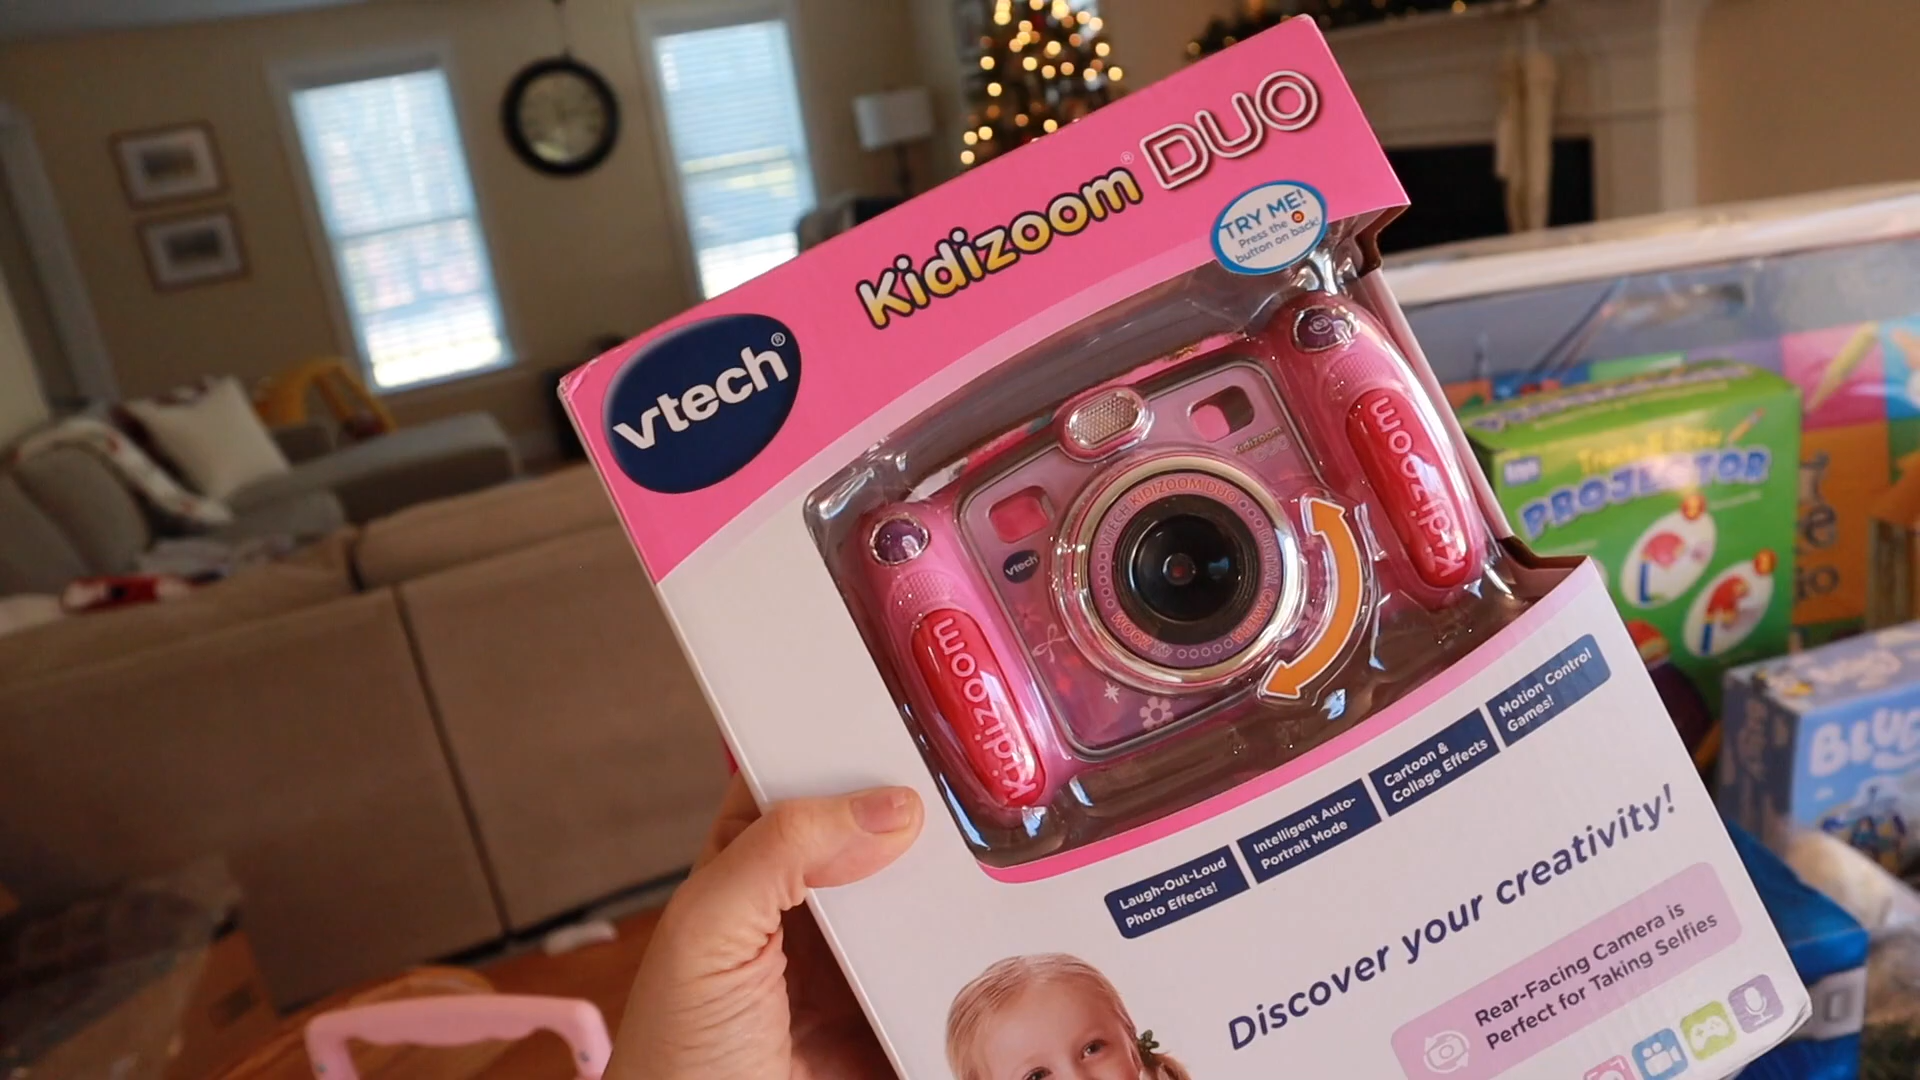 Kidizoom® DUO
TRY ME!
Press the
button on back!
vtech®
Kidizoom
vtech
VTECH KIDIZOOM DUO
DIGITAL CAMERA
4X ZOOM
Kidizoom
Kidizoom
Laugh-Out-Loud
Photo Effects!
Intelligent Auto-
Portrait Mode
Cartoon &
Collage Effects
Motion Control
Games!
Discover your creativity!
Rear-Facing Camera is
Perfect for Taking Selfies
PROJECTOR